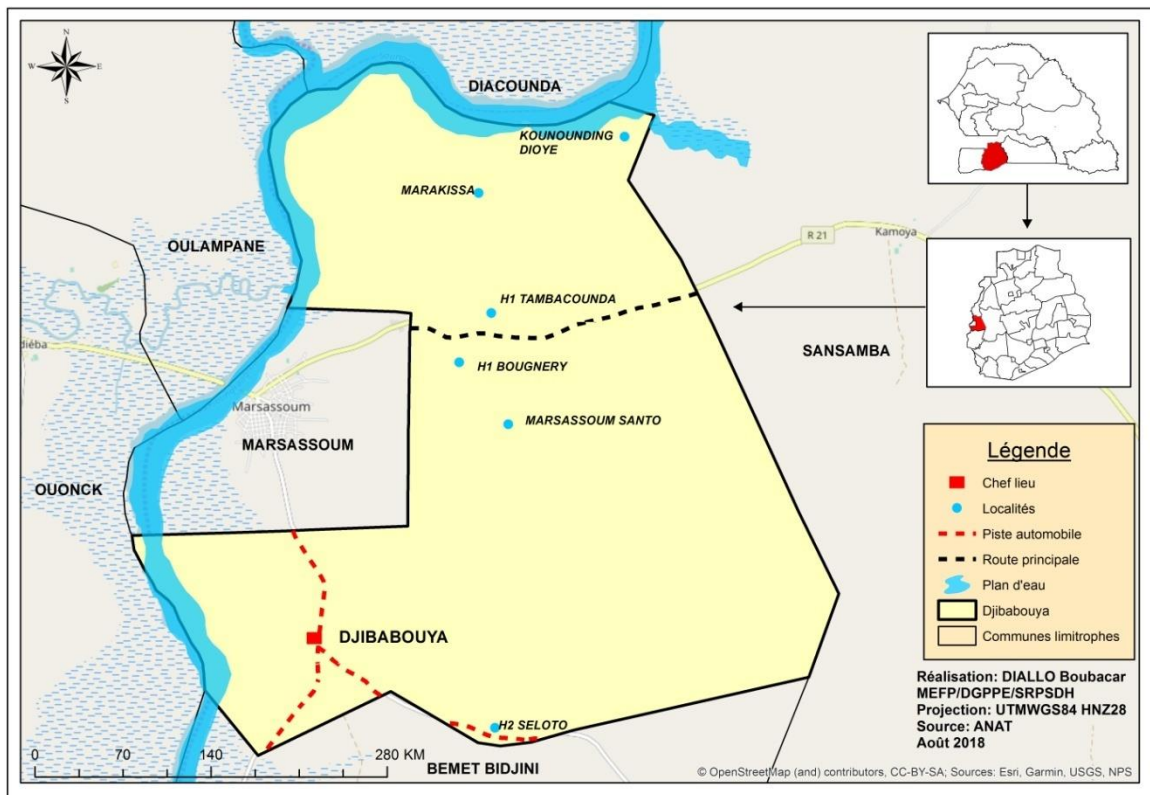 N
W E
S
DIACOUNDA
KOUNOUNDING
DIOYE
MARAKISSA
OULAMPANE
R 21
Kamoya
H1 TAMBACOUNDA
SANSAMBA
H1 BOUGNERY
Marsassoum
MARSASSOUM SANTO
MARSASSOUM
OUONCK
DJIBABOUYA
H2 SELOTO
BEMET BIDJINI
0 70 140 280 KM
Légende
Chef lieu
Localités
Piste automobile
Route principale
Plan d'eau
Djibabouya
Communes limitrophes
Réalisation: DIALLO Boubacar
MEFP/DGPPE/SRPSDH
Projection: UTMWGS84 HNZ28
Source: ANAT
Août 2018
© OpenStreetMap (and) contributors, CC-BY-SA; Sources: Esri, Garmin, USGS, NPS